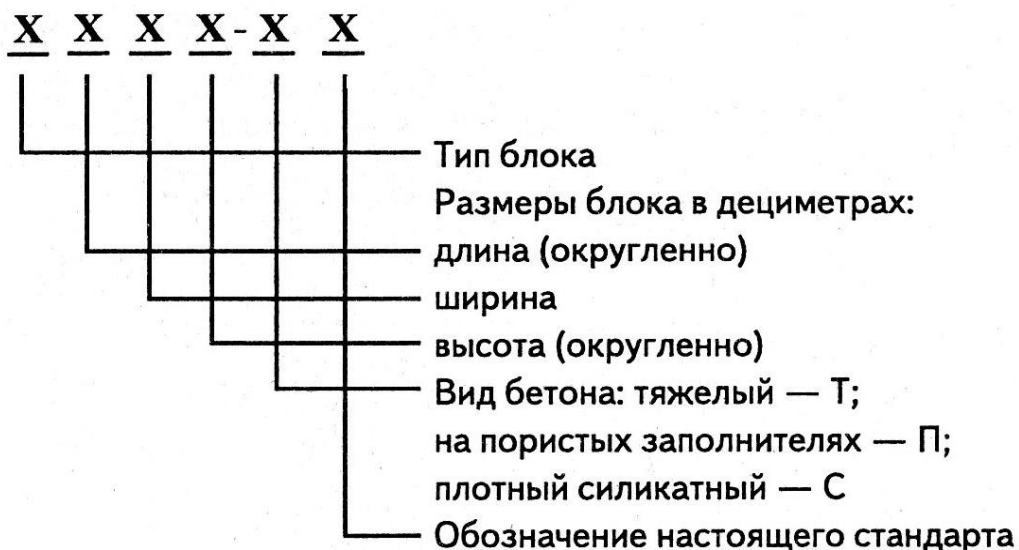 X X X X - X X
Тип блока
Размеры блока в дециметрах:
длина (округленно)
ширина
высота (округленно)
Вид бетона: тяжелый — Т;
на пористых заполнителях — П;
плотный силикатный — С
Обозначение настоящего стандарта